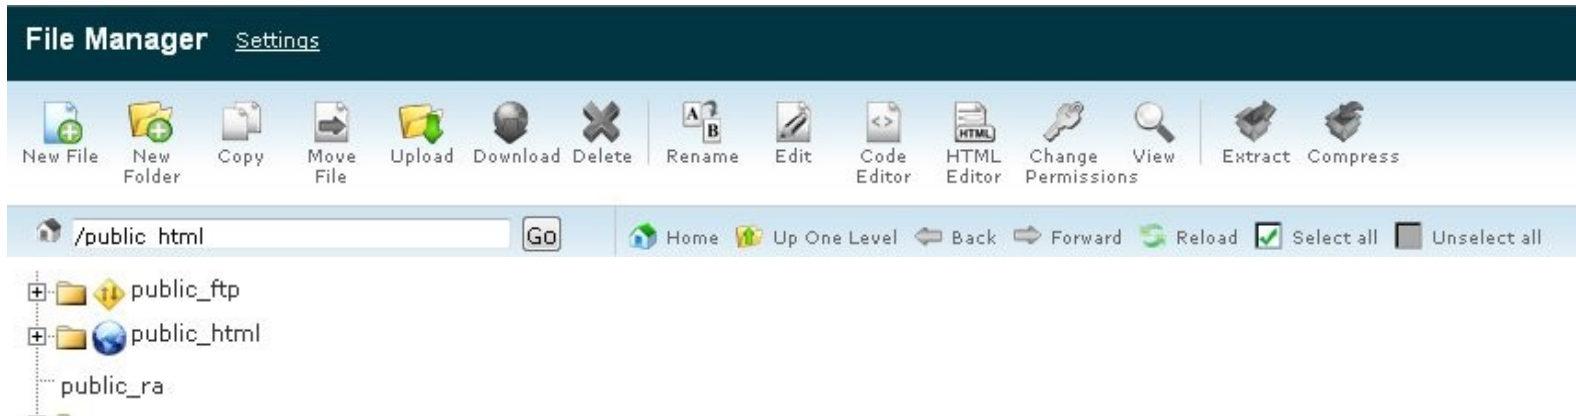 File Manager Settings
New File New Folder Copy Move File Upload Download Delete Rename Edit Code Editor HTML Editor Change Permissions View Extract Compress
/public_html Go Home Up One Level Back Forward Reload Select all Unselect all
public_ftp
public_html
public_ra